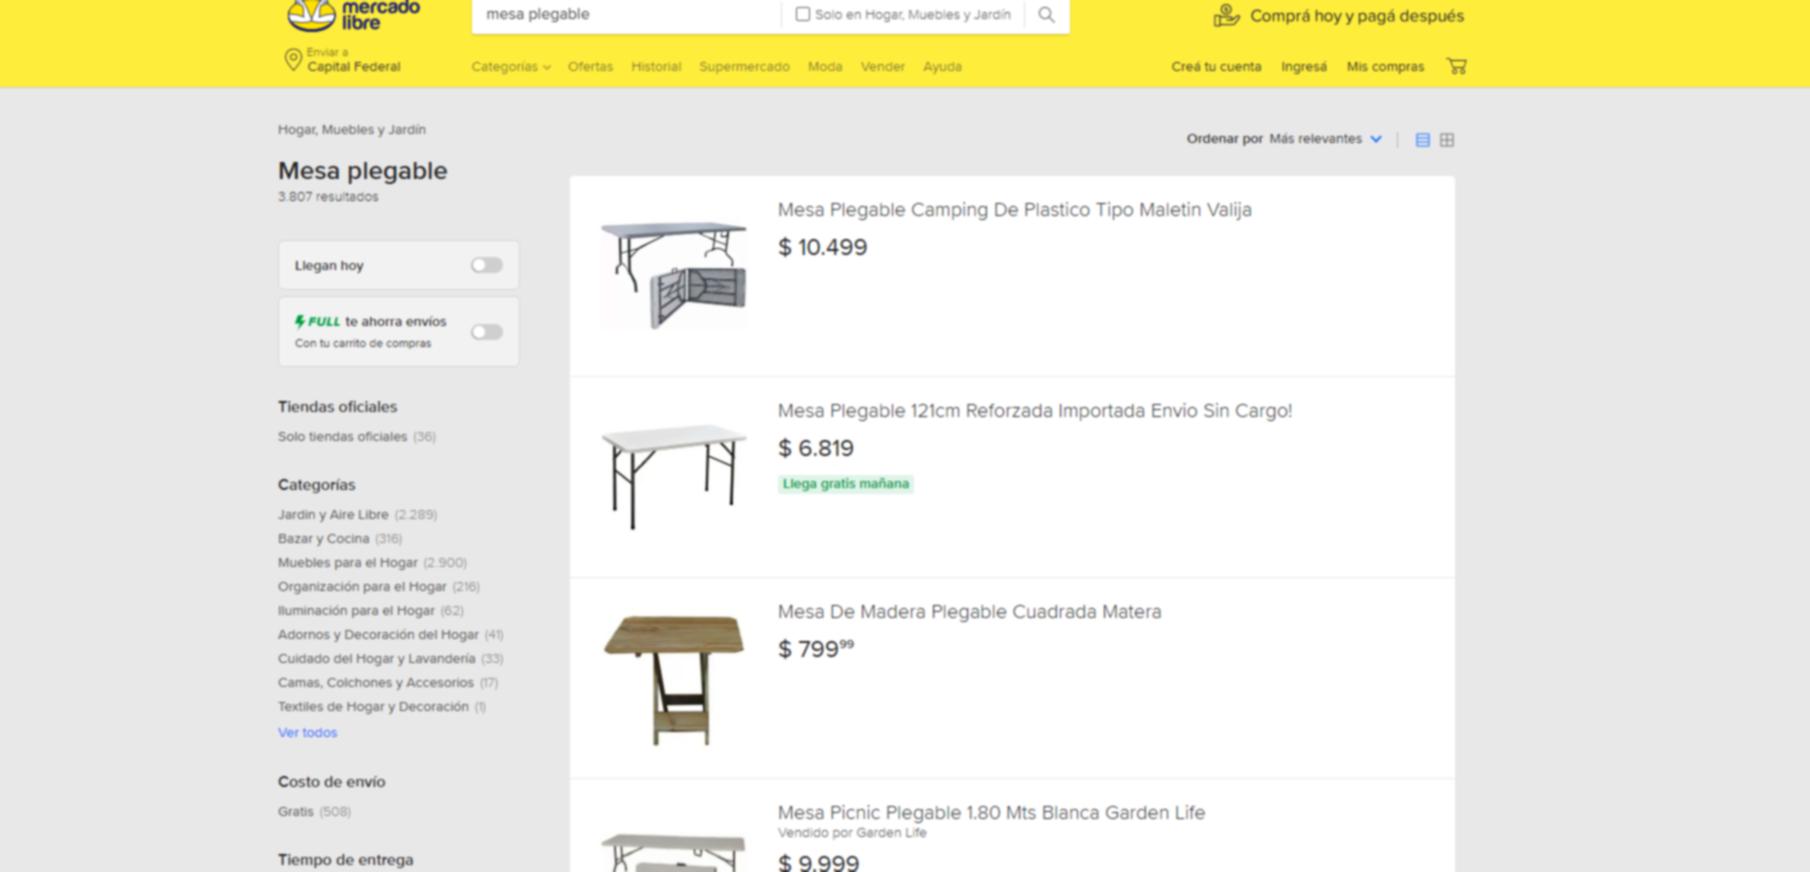 mercado
libre
mesa plegable
Solo en Hogar, Muebles y Jardín
Comprá hoy y pagá después
Enviar a
Capital Federal
Categorías
Ofertas
Historial
Supermercado
Moda
Vender
Ayuda
Creá tu cuenta
Ingresá
Mis compras
Hogar, Muebles y Jardín
Mesa plegable
3.807 resultados
Ordenar por Más relevantes
Llegan hoy
FULL te ahorra envíos
Con tu carrito de compras
Tiendas oficiales
Solo tiendas oficiales (36)
Categorías
Jardin y Aire Libre (2.289)
Bazar y Cocina (316)
Muebles para el Hogar (2.900)
Organización para el Hogar (216)
Iluminación para el Hogar (62)
Adornos y Decoración del Hogar (41)
Cuidado del Hogar y Lavandería (33)
Camas, Colchones y Accesorios (17)
Textiles de Hogar y Decoración (1)
Ver todos
Costo de envío
Gratis (508)
Tiempo de entrega
Mesa Plegable Camping De Plastico Tipo Maletin Valija
$ 10.499
Mesa Plegable 121cm Reforzada Importada Envio Sin Cargo!
$ 6.819
Llega gratis mañana
Mesa De Madera Plegable Cuadrada Matera
$ 799⁹⁹
Mesa Picnic Plegable 1.80 Mts Blanca Garden Life
Vendido por Garden Life
$ 9.999